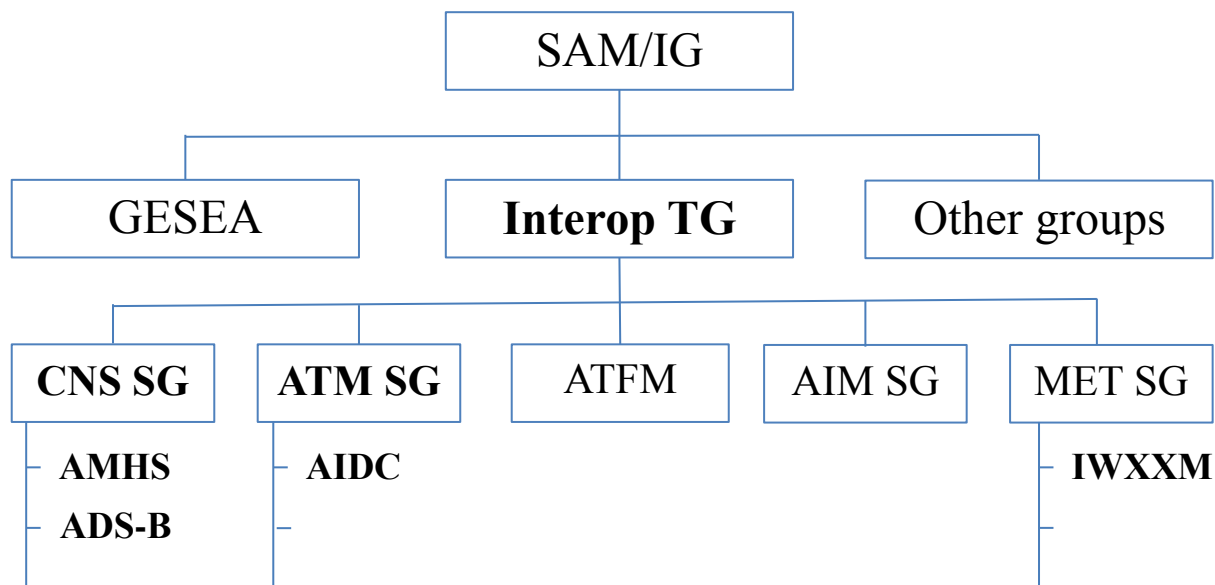 SAM/IG
GESEA
Interop TG
Other groups
CNS SG
ATM SG
ATFM
AIM SG
MET SG
AMHS
AIDC
IWXXM
ADS-B